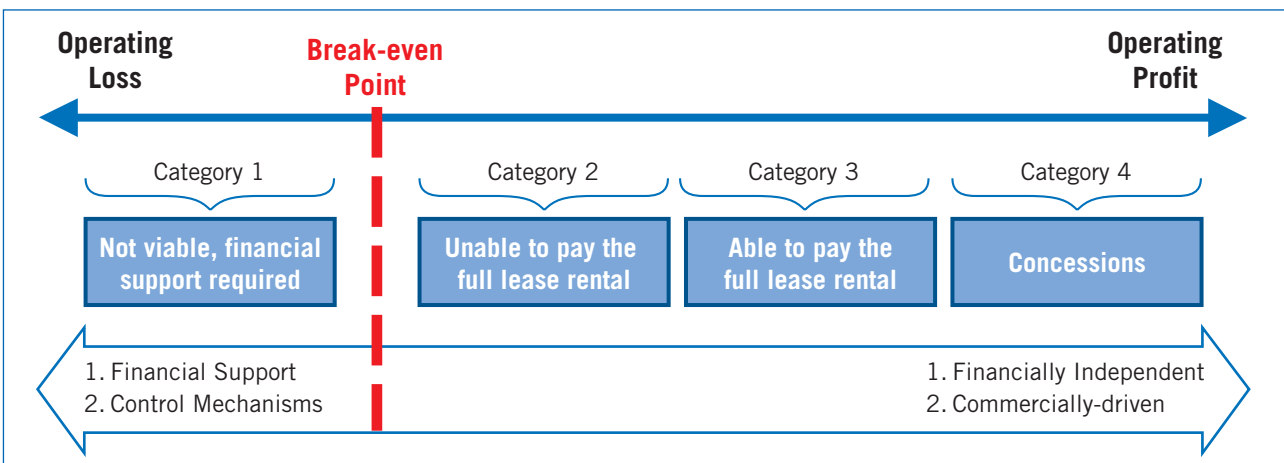 Operating
Loss
Break-even
Point
Operating
Profit
Category 1
Category 2
Category 3
Category 4
Not viable, financial
support required
Unable to pay the
full lease rental
Able to pay the
full lease rental
Concessions
1. Financial Support
2. Control Mechanisms
1. Financially Independent
2. Commercially-driven